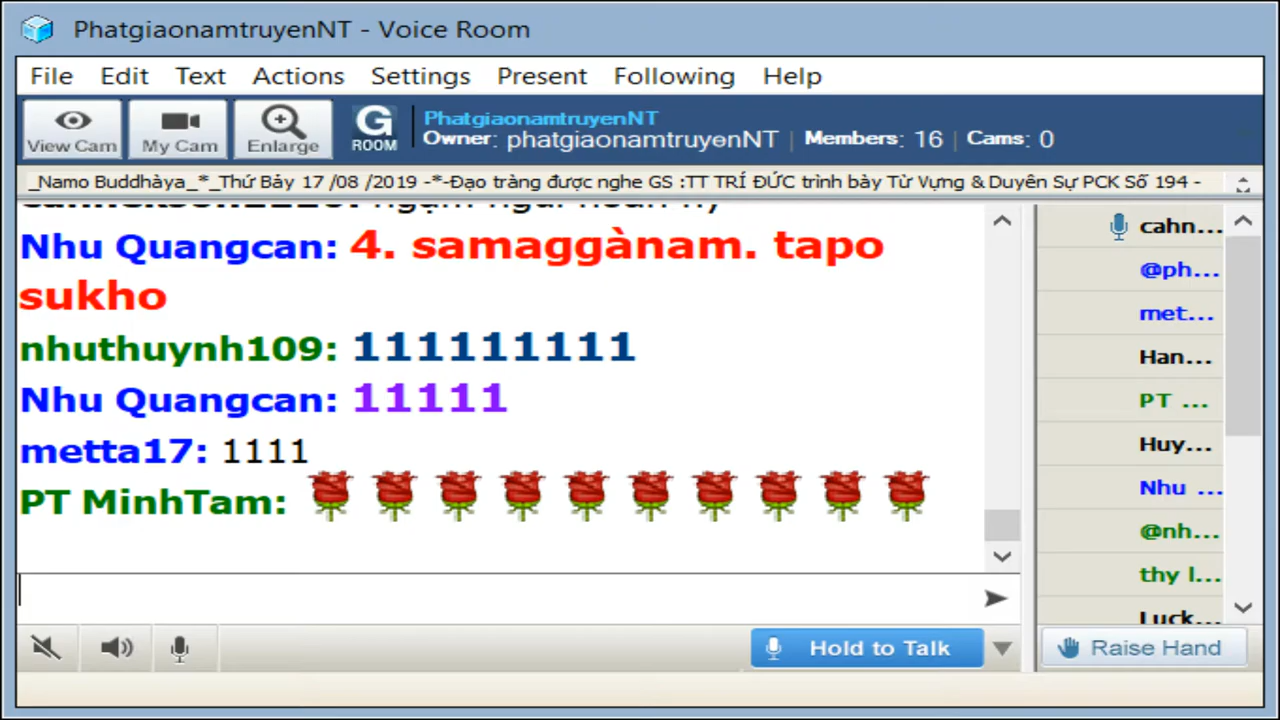 PhatgiaonamtruyenNT - Voice Room
File Edit Text Actions Settings Present Following Help
View Cam My Cam Enlarge G ROOM
PhatgiaonamtruyenNT
Owner: phatgiaonamtruyenNT | Members: 16 | Cams: 0
_Namo Buddhàya_*_Thứ Bảy 17 /08 /2019 -*-Đạo tràng được nghe GS :TT TRÍ ĐỨC trình bày Từ Vựng & Duyên Sự PCK Số 194 -
Nhu Quangcan: 4. samaggànam. tapo
sukho
nhuthuynh109: 1111111111
Nhu Quangcan: 11111
metta17: 1111
PT MinhTam:
cahn...
@ph...
met...
Han...
PT ...
Huy...
Nhu ...
@nh...
thy l...
Luck...
Hold to Talk
Raise Hand